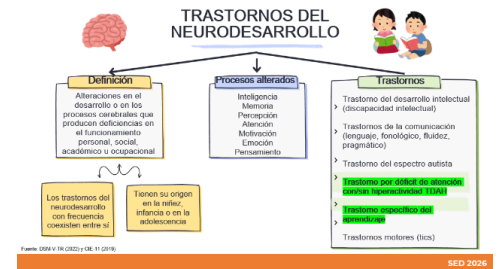 TRASTORNOS DEL
NEURODESARROLLO
Definición
Alteraciones en el
desarrollo o en los
procesos cerebrales que
producen deficiencias en
el funcionamiento
personal, social,
académico u ocupacional
Los trastornos del
neurodesarrollo
con frecuencia
coexisten entre sí
Tienen su origen
en la niñez,
infancia o en la
adolescencia
Procesos alterados
Inteligencia
Memoria
Percepción
Atención
Motivación
Emoción
Pensamiento
Trastornos
Trastorno del desarrollo intelectual
(discapacidad intelectual)
Trastornos de la comunicación
(lenguaje, fonológico, fluidez,
pragmático)
Trastorno del espectro autista
Trastorno por déficit de atención
con/sin hiperactividad TDAH
Trastorno específico del
aprendizaje
Trastornos motores (tics)
Fuente: DSN-V-TR (2022) y CIE-11 (2019)
SED 2026